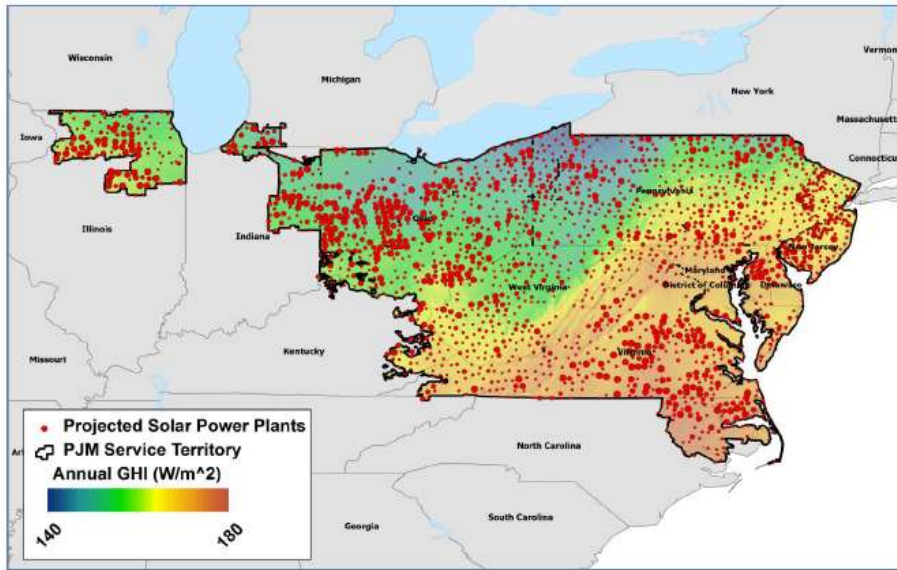 Wisconsin
Michigan
Vermont
New York
Iowa
Massachusetts
Connecticut
Pennsylvania
Ohio
Illinois
Indiana
New Jersey
Maryland
West Virginia
District of Columbia
Delaware
Missouri
Kentucky
Virginia
North Carolina
South Carolina
Georgia
Projected Solar Power Plants
PJM Service Territory
Annual GHI (W/m^2)
140
180